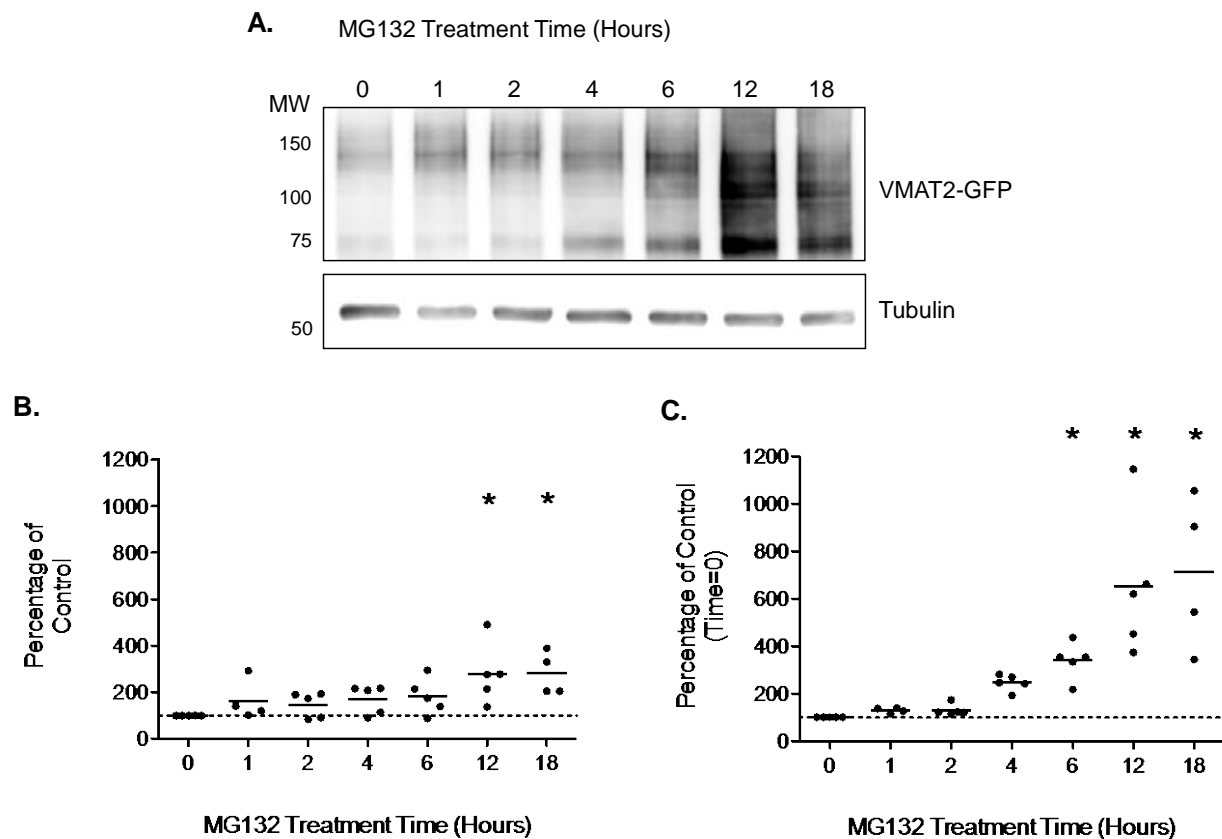 A.
MG132 Treatment Time (Hours)
0 1 2 4 6 12 18
MW
150
100
75
VMAT2-GFP
50
Tubulin
B.
Percentage of
Control
1200
1000
800
600
400
200
0
* *
0 1 2 4 6 12 18
MG132 Treatment Time (Hours)
C.
Percentage of Control
(Time=0)
1200
1000
800
600
400
200
0
* * *
0 1 2 4 6 12 18
MG132 Treatment Time (Hours)